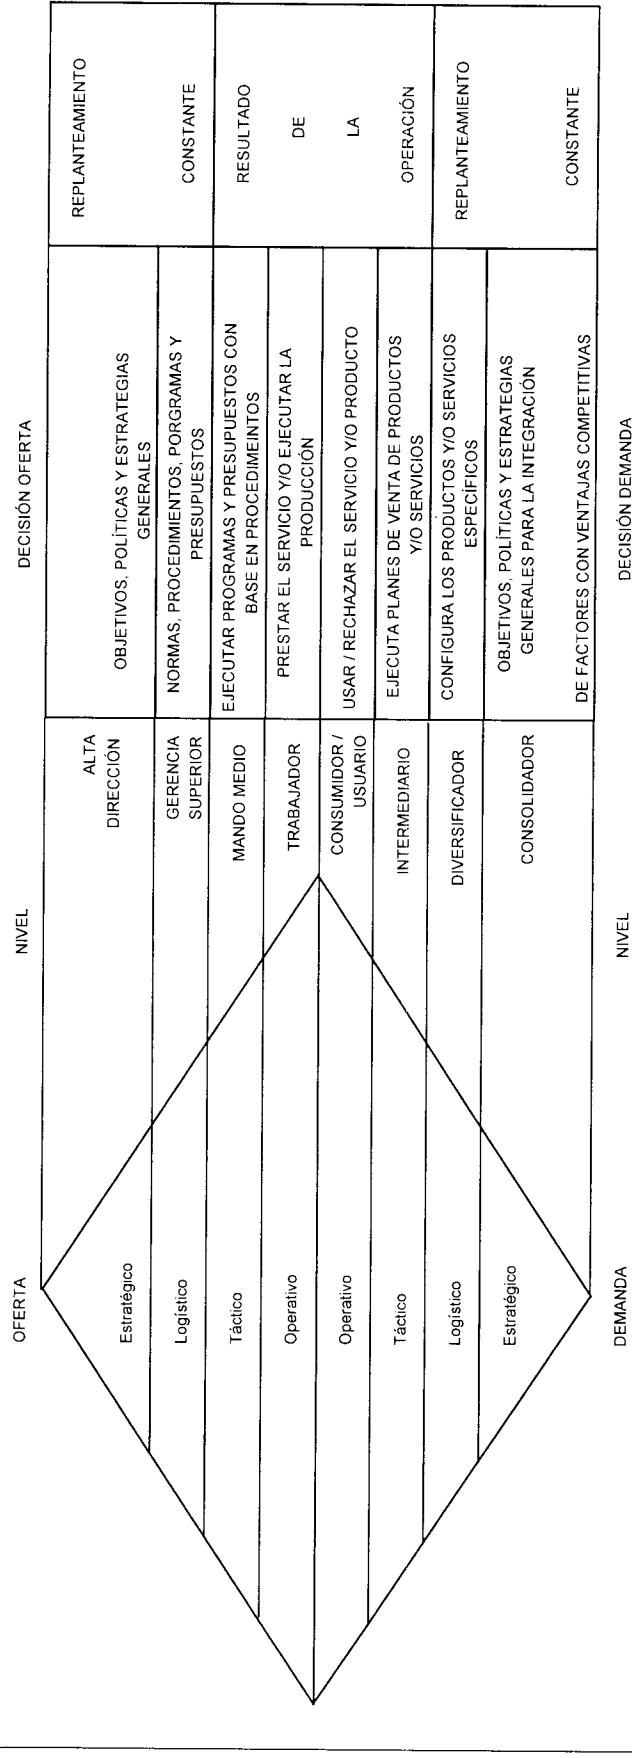 OFERTA
NIVEL
DECISIÓN OFERTA
Estratégico
ALTA
DIRECCIÓN
OBJETIVOS, POLÍTICAS Y ESTRATEGIAS
GENERALES
REPLANTEAMIENTO
CONSTANTE
Logístico
GERENCIA
SUPERIOR
NORMAS, PROCEDIMIENTOS, PORGRAMAS Y
PRESUPUESTOS
Táctico
MANDO MEDIO
EJECUTAR PROGRAMAS Y PRESUPUESTOS CON
BASE EN PROCEDIMEINTOS
RESULTADO
DE
LA
OPERACIÓN
Operativo
TRABAJADOR
PRESTAR EL SERVICIO Y/O EJECUTAR LA
PRODUCCIÓN
Operativo
CONSUMIDOR /
USUARIO
USAR / RECHAZAR EL SERVICIO Y/O PRODUCTO
Táctico
INTERMEDIARIO
EJECUTA PLANES DE VENTA DE PRODUCTOS
Y/O SERVICIOS
Logístico
DIVERSIFICADOR
CONFIGURA LOS PRODUCTOS Y/O SERVICIOS
ESPECÍFICOS
REPLANTEAMIENTO
CONSTANTE
Estratégico
CONSOLIDADOR
OBJETIVOS, POLÍTICAS Y ESTRATEGIAS
GENERALES PARA LA INTEGRACIÓN
DE FACTORES CON VENTAJAS COMPETITIVAS
DEMANDA
NIVEL
DECISIÓN DEMANDA